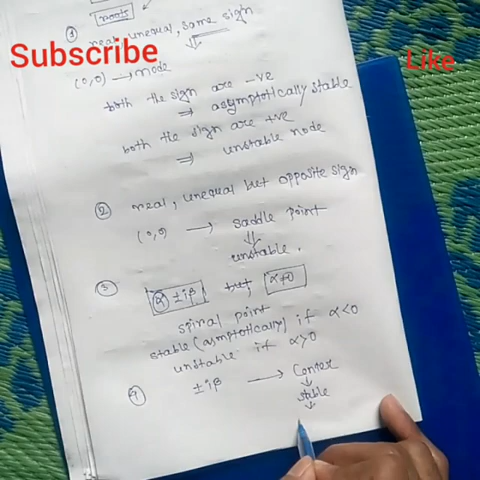 roots
① real, unequal, same sign
Subscribe
Like
(0,0) → node
both the sign are -ve
⇒ asymptotically stable
both the sign are +ve
⇒ unstable node
② real, unequal but opposite sign
(0,0) → saddle point
⇓
unstable.
③ α ± iβ but, α≠0
spiral point
stable (asymptotically) if α<0
unstable if α>0
④ ±iβ → Center
↓
stable
↓